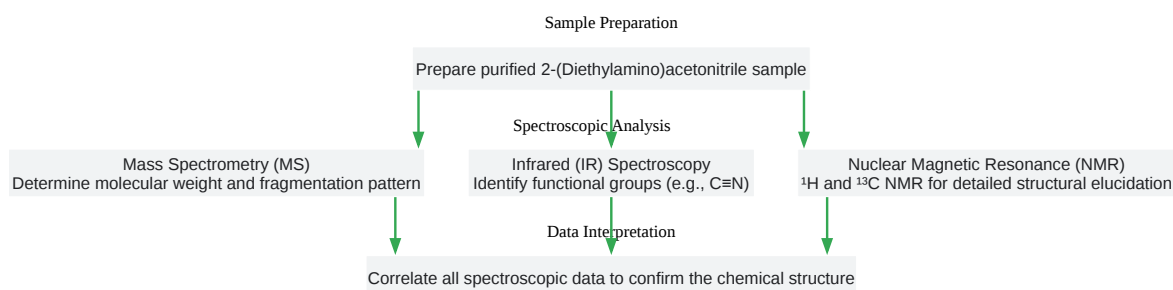 Sample Preparation
Prepare purified 2-(Diethylamino)acetonitrile sample
Spectroscopic Analysis
Mass Spectrometry (MS)
Determine molecular weight and fragmentation pattern
Infrared (IR) Spectroscopy
Identify functional groups (e.g., C≡N)
Nuclear Magnetic Resonance (NMR)
¹H and ¹³C NMR for detailed structural elucidation
Data Interpretation
Correlate all spectroscopic data to confirm the chemical structure